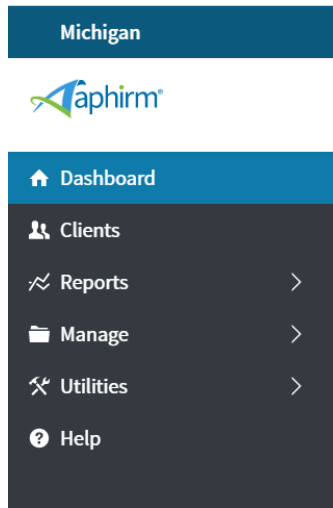 Michigan
aphirm®
Dashboard
Clients
Reports
Manage
Utilities
Help